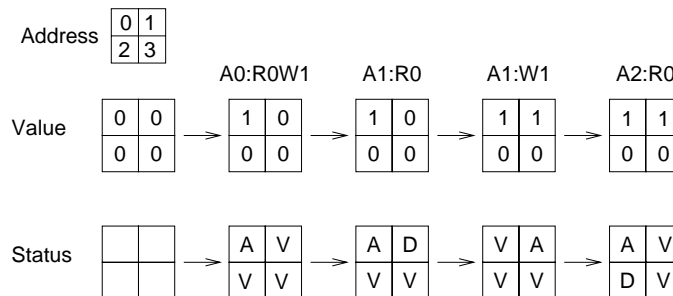 0 1
Address
2 3
A0:R0W1 A1:R0 A1:W1 A2:R0
0 0 1 0 1 0 1 1 1 1
Value
0 0 0 0 0 0 0 0 0 0
A V A D V A A V
Status
V V V V V V D V